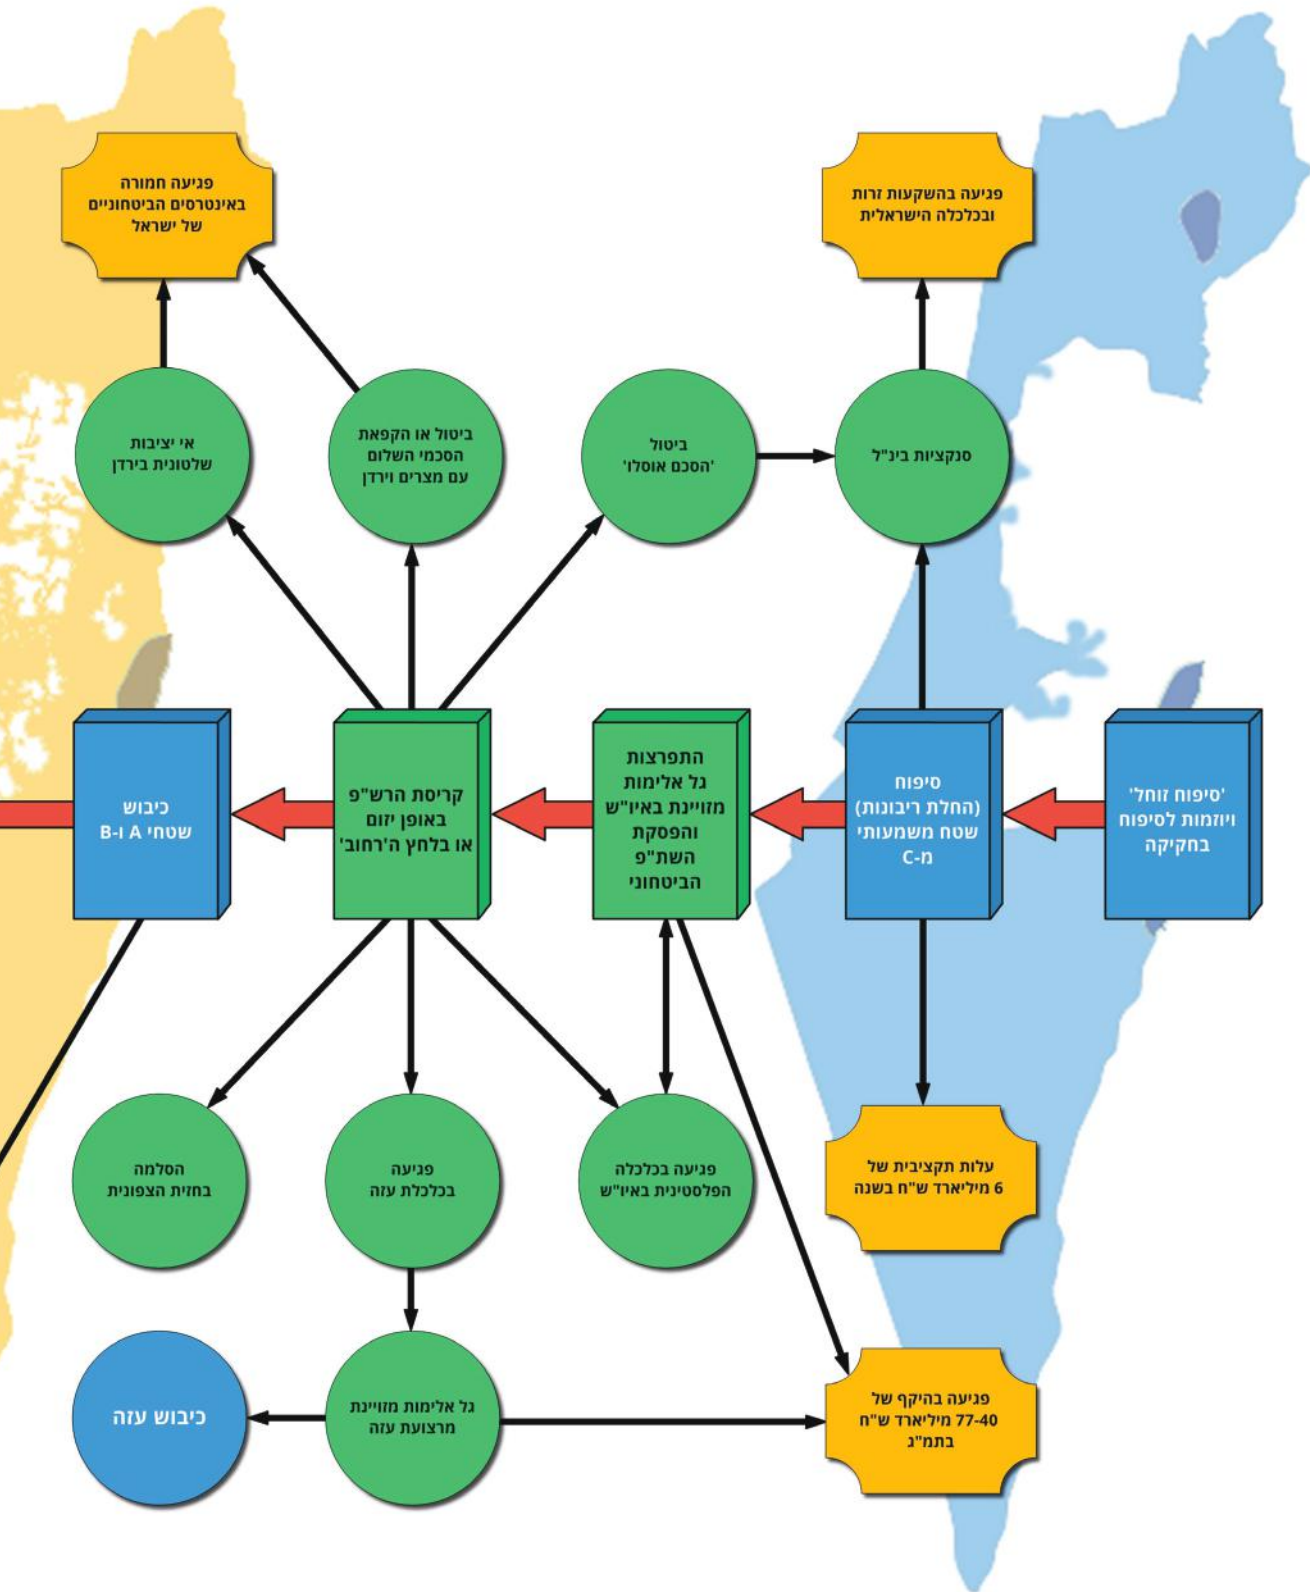 פגיעה בהשקעות זרות
ובכלכלה הישראלית
פגיעה חמורה
באינטרסים הביטחוניים
של ישראל
סנקציות בינ"ל
ביטול
'הסכם אוסלו'
ביטול או הקפאת
הסכמי השלום
עם מצרים וירדן
אי יציבות
שלטונית בירדן
'סיפוח זוחל'
ויוזמות לסיפוח
בחקיקה
סיפוח
(החלת ריבונות)
שטח משמעותי
מ-C
התפרצות
גל אלימות
מזויינת באיו"ש
והפסקת
השת"פ
הביטחוני
קריסת הרש"פ
באופן יזום
או בלחץ ה'רחוב'
כיבוש
שטחי A ו-B
עלות תקציבית של
6 מיליארד ש"ח בשנה
פגיעה בכלכלה
הפלסטינית באיו"ש
פגיעה
בכלכלת עזה
הסלמה
בחזית הצפונית
פגיעה בהיקף של
77-40 מיליארד ש"ח
בתמ"ג
גל אלימות מזויינת
מרצועת עזה
כיבוש עזה